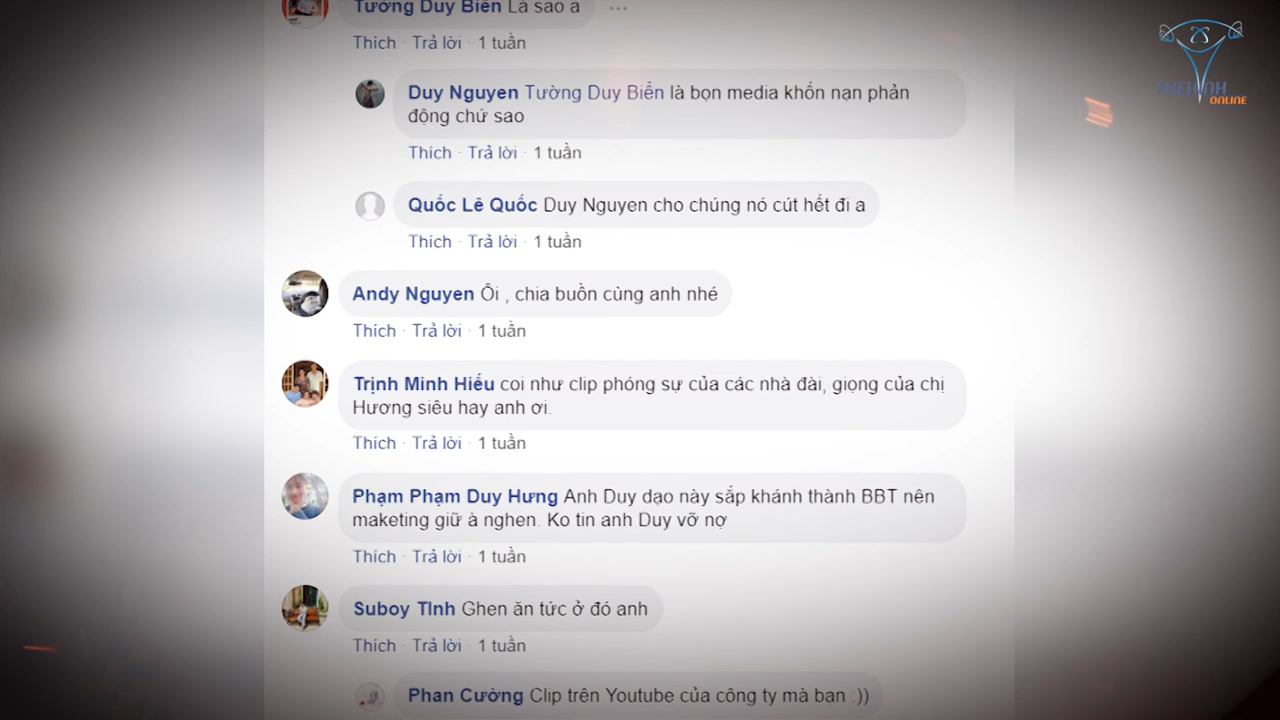 Tường Duy Biển Là sao a
Thích · Trả lời · 1 tuần
Duy Nguyen Tường Duy Biển là bọn media khốn nạn phản
động chứ sao
Thích · Trả lời · 1 tuần
Quốc Lê Quốc Duy Nguyen cho chúng nó cút hết đi a
Thích · Trả lời · 1 tuần
Andy Nguyen Ôi , chia buồn cùng anh nhé
Thích · Trả lời · 1 tuần
Trịnh Minh Hiếu coi như clip phóng sự của các nhà đài, giọng của chị
Hương siêu hay anh ơi.
Thích · Trả lời · 1 tuần
Phạm Phạm Duy Hưng Anh Duy dạo này sắp khánh thành BBT nên
maketing giữ à nghen. Ko tin anh Duy vỡ nợ
Thích · Trả lời · 1 tuần
Suboy TInh Ghen ăn tức ở đó anh
Thích · Trả lời · 1 tuần
Phan Cường Clip trên Youtube của công ty mà bạn :))
THEHINH
ONLINE